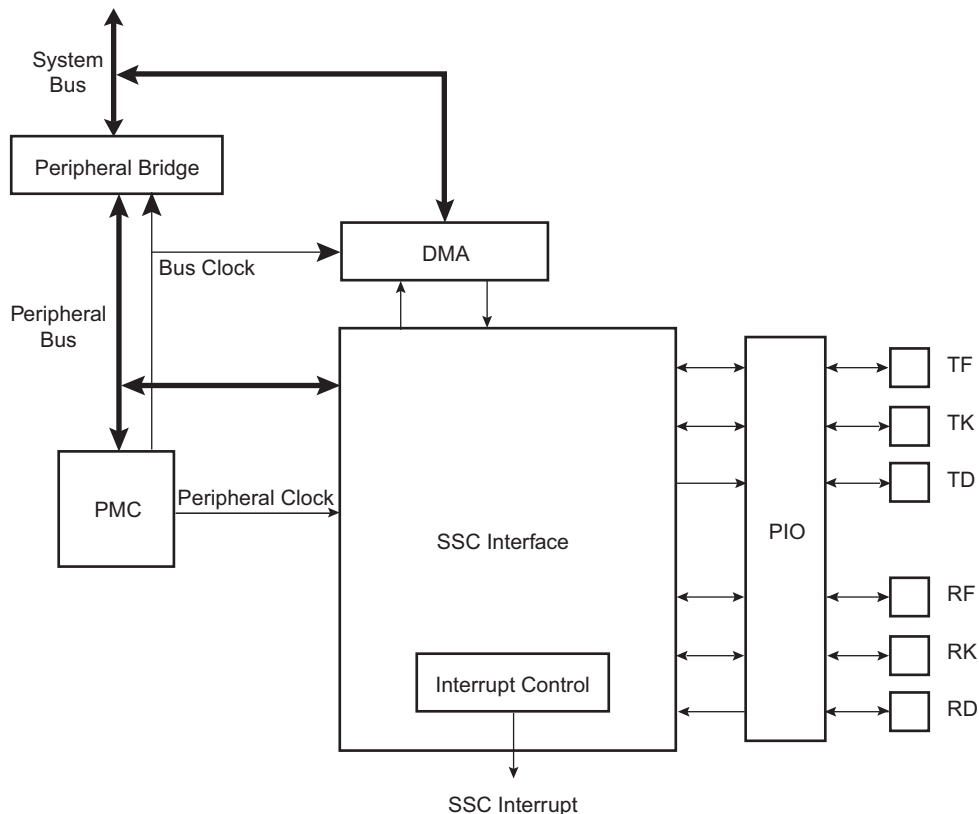 System
Bus
Peripheral Bridge
Bus Clock
DMA
Peripheral
Bus
TF
TK
TD
PMC
Peripheral Clock
SSC Interface
PIO
RF
RK
RD
Interrupt Control
SSC Interrupt